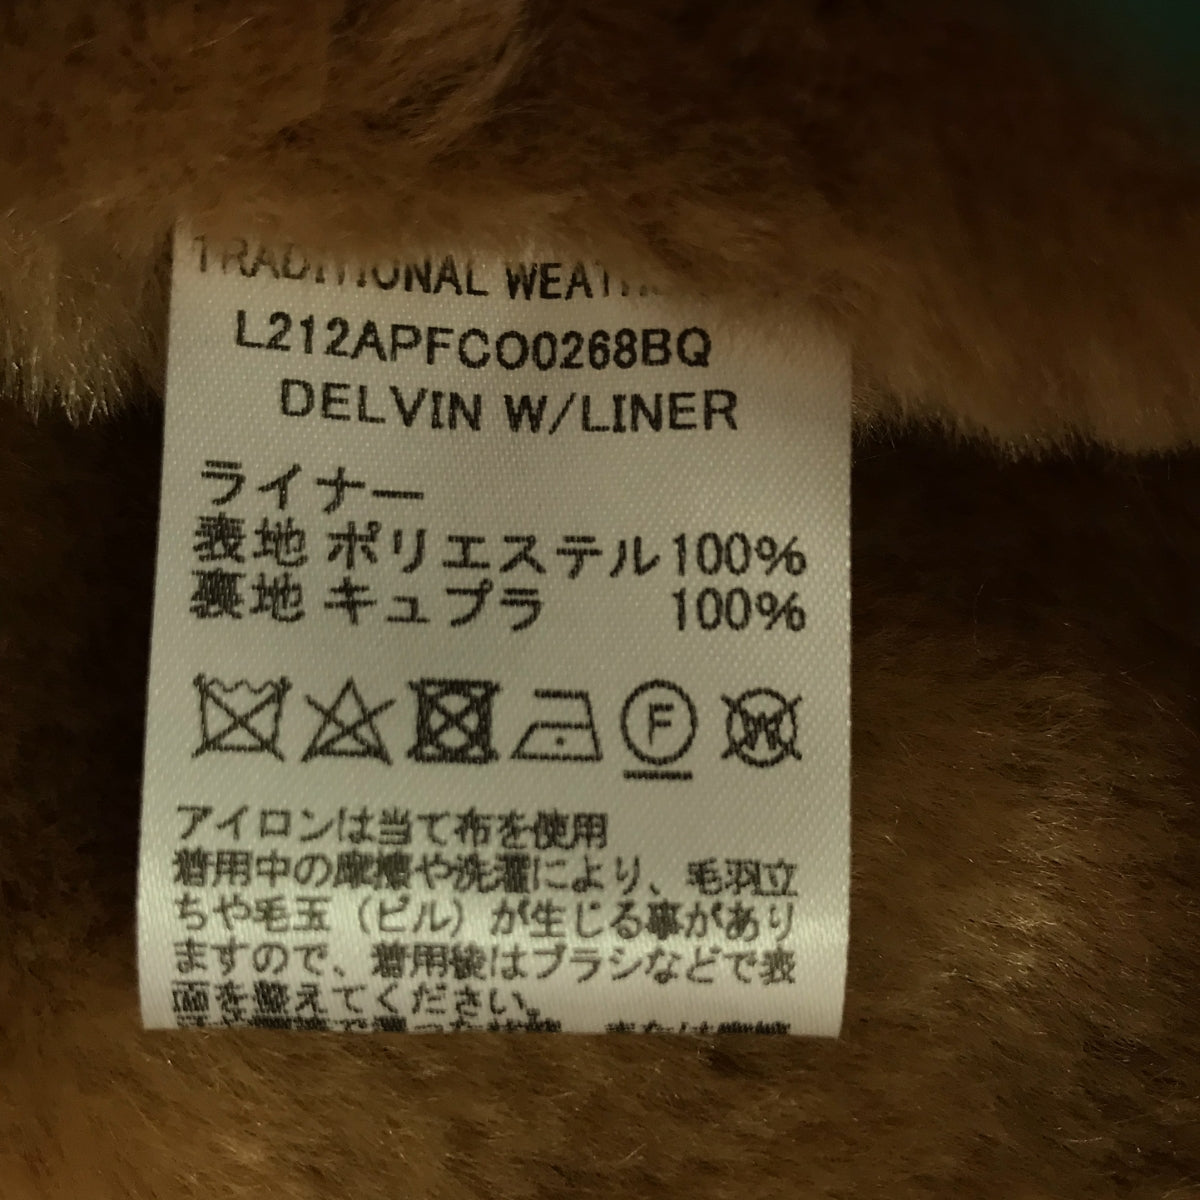 TRADITIONAL
L212APFCO0268BQ
DELVIN W/LINER
ライナー
表地 ポリエステル100%
裏地 キュプラ 100%
F
W
アイロンは当て布を使用
着用中の摩擦や洗濯により、毛羽立
ちや毛玉(ピル)が生じる事があり
ますので、着用後はブラシなどで表
面を整えてください。